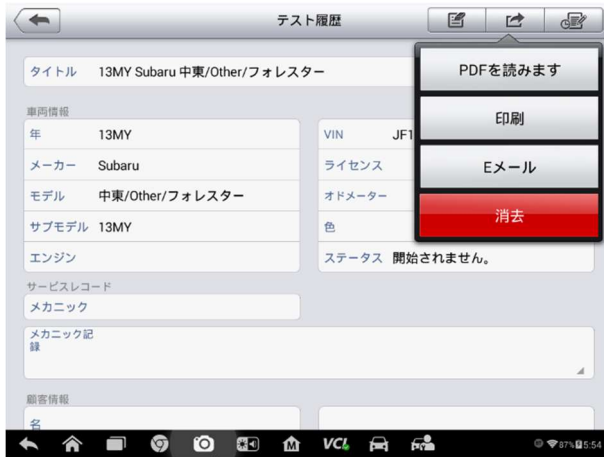 テスト履歴
タイトル 13MY Subaru 中東/Other/フォレスター
PDFを読みます
印刷
Eメール
消去
車両情報
年 13MY
VIN JF1
メーカー Subaru
ライセンス
モデル 中東/Other/フォレスター
オドメーター
サブモデル 13MY
色
エンジン
ステータス 開始されません。
サービスレコード
メカニック
メカニック記
録
顧客情報
名
VCI
87% 5:54